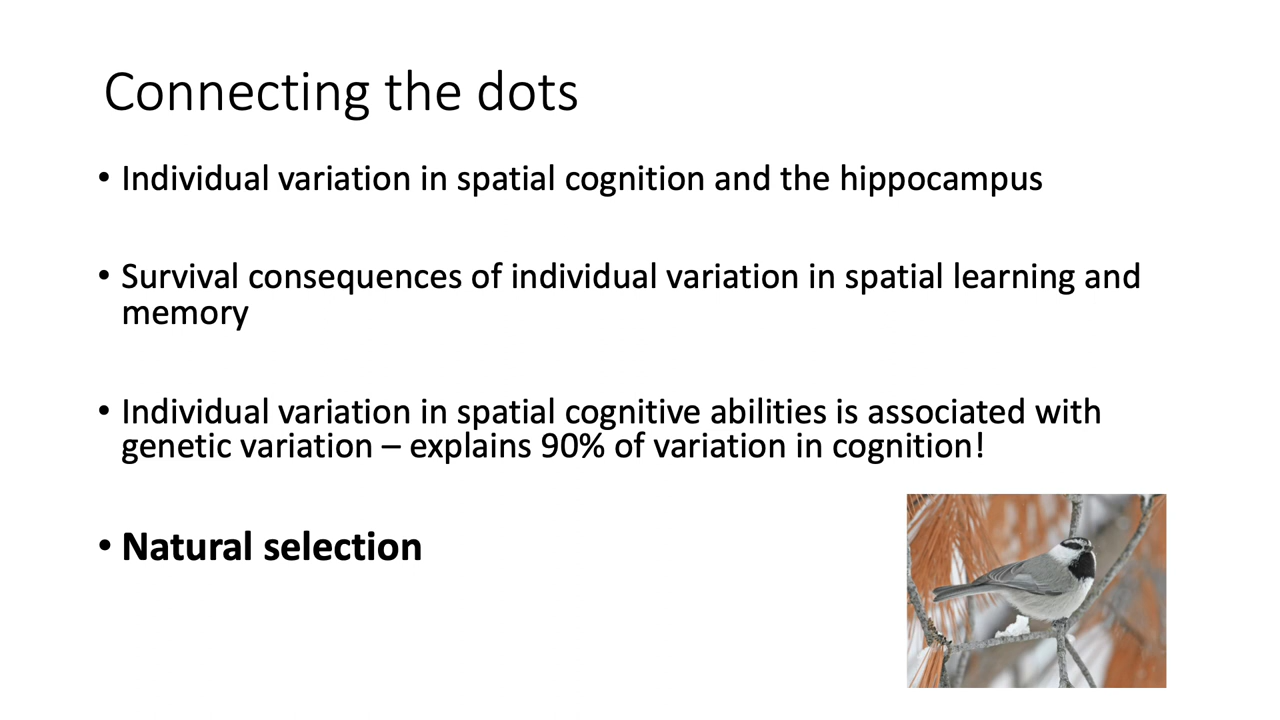 Connecting the dots
• Individual variation in spatial cognition and the hippocampus
• Survival consequences of individual variation in spatial learning and
memory
• Individual variation in spatial cognitive abilities is associated with
genetic variation – explains 90% of variation in cognition!
• Natural selection